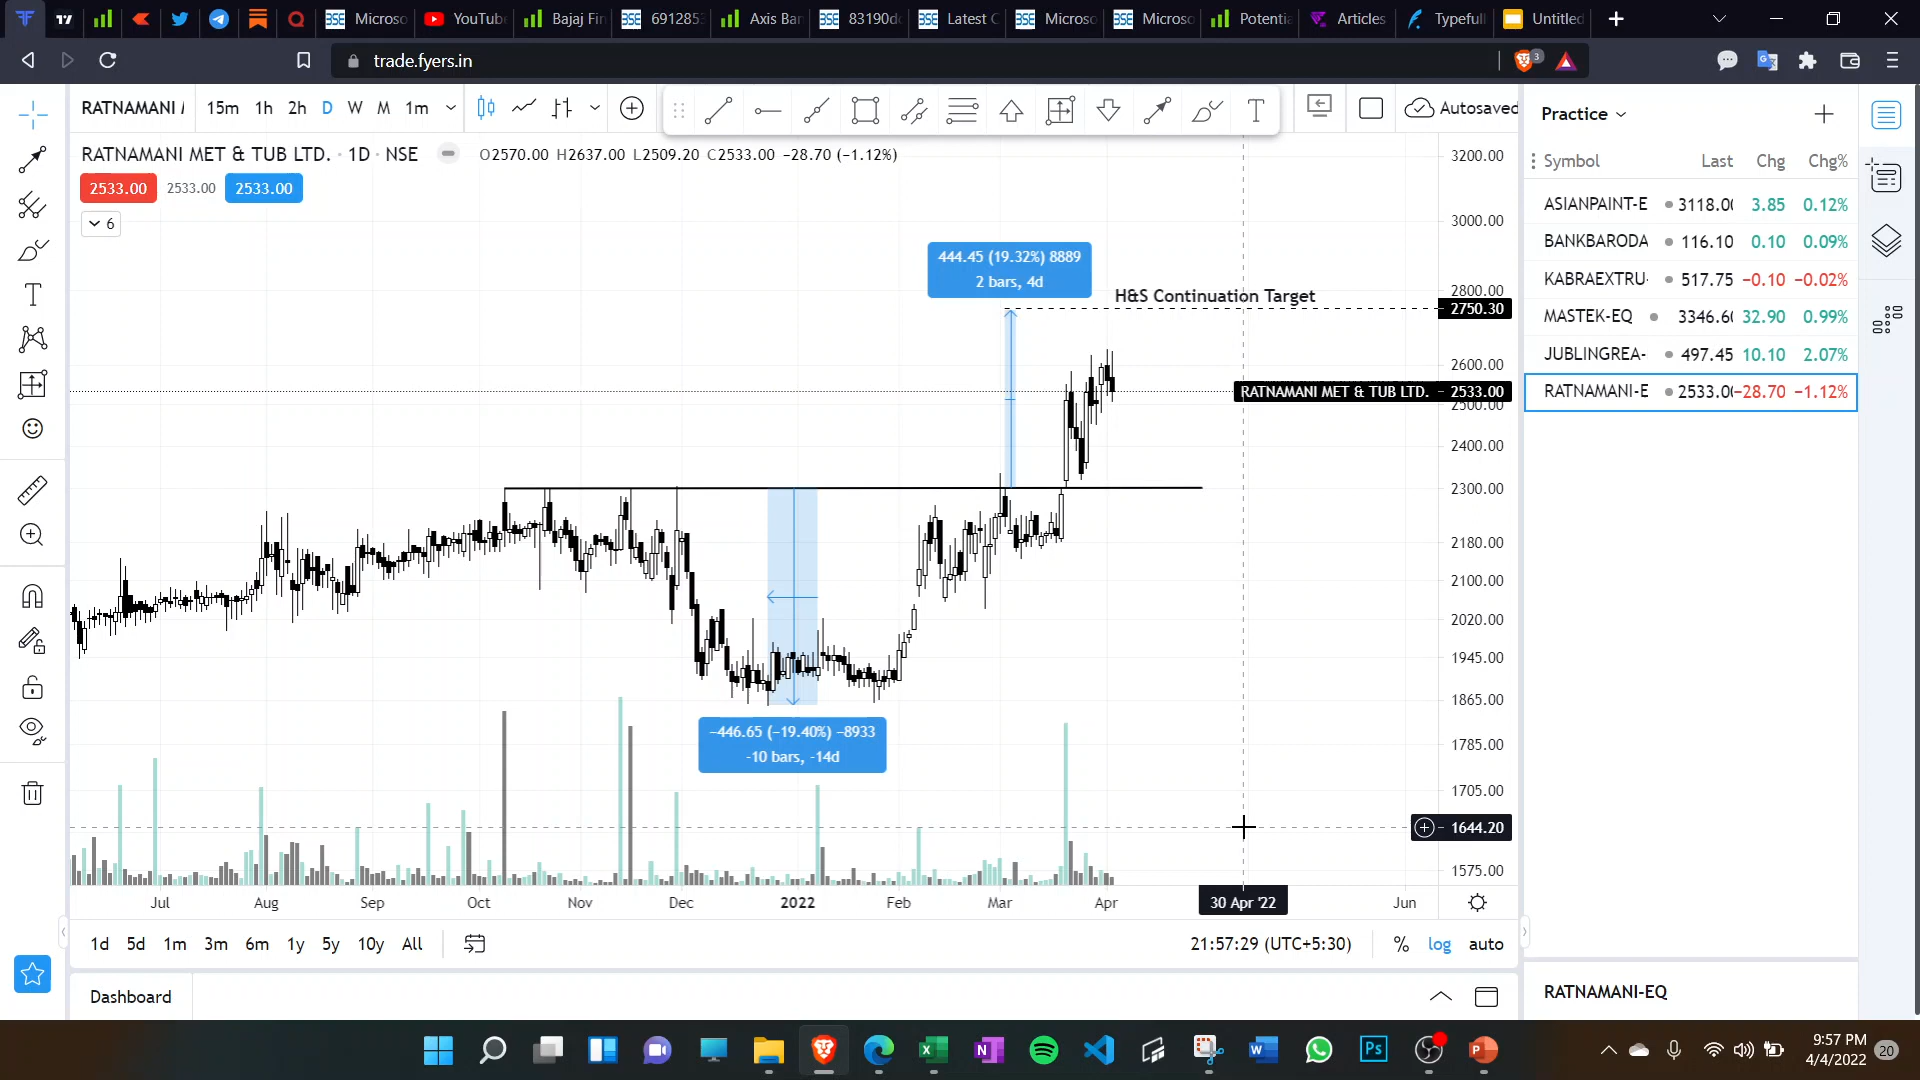 Microso
YouTube
Bajaj Fin
691285
Axis Ban
83190d
Latest C
Microso
Microso
Potentia
Articles
Typefull
Untitled
trade.fyers.in
3
RATNAMANI
15m 1h 2h D W M 1m
Autosaved
RATNAMANI MET & TUB LTD. · 1D · NSE
O2570.00 H2637.00 L2509.20 C2533.00 −28.70 (−1.12%)
2533.00 2533.00 2533.00
6
444.45 (19.32%) 8889
2 bars, 4d
H&S Continuation Target
−446.65 (−19.40%) −8933
-10 bars, -14d
3200.00
3000.00
2800.00
2750.30
2600.00
RATNAMANI MET & TUB LTD. 2533.00
2500.00
2400.00
2300.00
2180.00
2100.00
2020.00
1945.00
1865.00
1785.00
1705.00
1644.20
1575.00
Jul Aug Sep Oct Nov Dec 2022 Feb Mar Apr 30 Apr '22 Jun
1d 5d 1m 3m 6m 1y 5y 10y All
21:57:29 (UTC+5:30) % log auto
Dashboard
Practice
Symbol Last Chg Chg%
ASIANPAINT-E 3118.00 3.85 0.12%
BANKBARODA 116.10 0.10 0.09%
KABRAEXTRU- 517.75 −0.10 −0.02%
MASTEK-EQ 3346.60 32.90 0.99%
JUBLINGREA- 497.45 10.10 2.07%
RATNAMANI-E 2533.00 −28.70 −1.12%
RATNAMANI-EQ
9:57 PM
4/4/2022
20